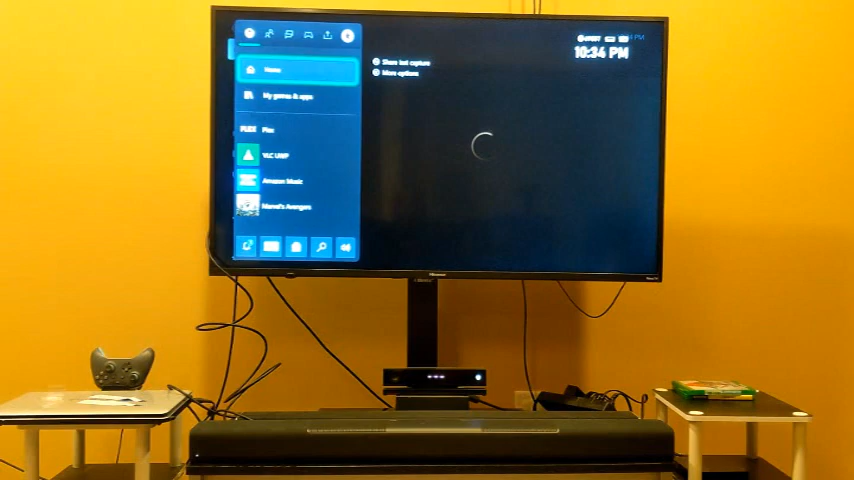 10:34 PM
Share last capture
More options
Home
My games & apps
PLEX Plex
VLC UWP
Amazon Music
Marvel's Avengers
Hisense